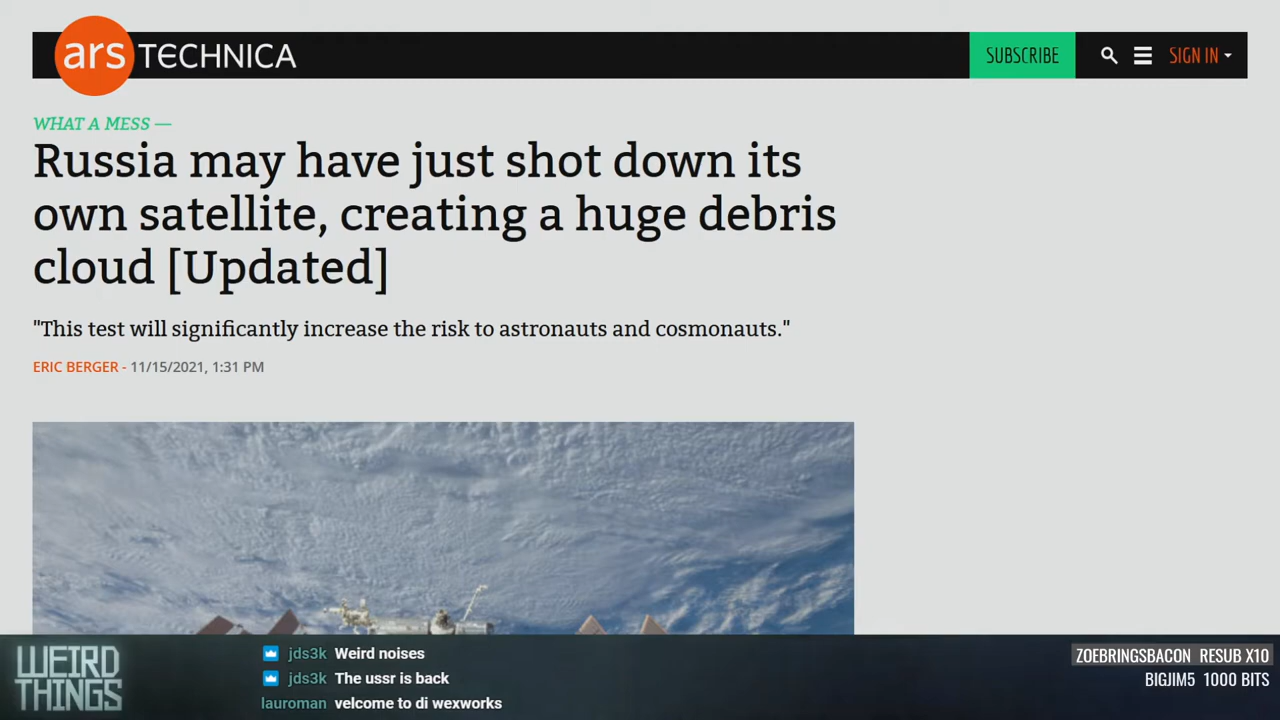 ars TECHNICA
SUBSCRIBE
SIGN IN
WHAT A MESS —
Russia may have just shot down its
own satellite, creating a huge debris
cloud [Updated]
"This test will significantly increase the risk to astronauts and cosmonauts."
ERIC BERGER - 11/15/2021, 1:31 PM
WEIRD
THINGS
jds3k Weird noises
jds3k The ussr is back
lauroman velcome to di wexworks
ZOEBRINGSBACON RESUB X10
BIGJIM5 1000 BITS